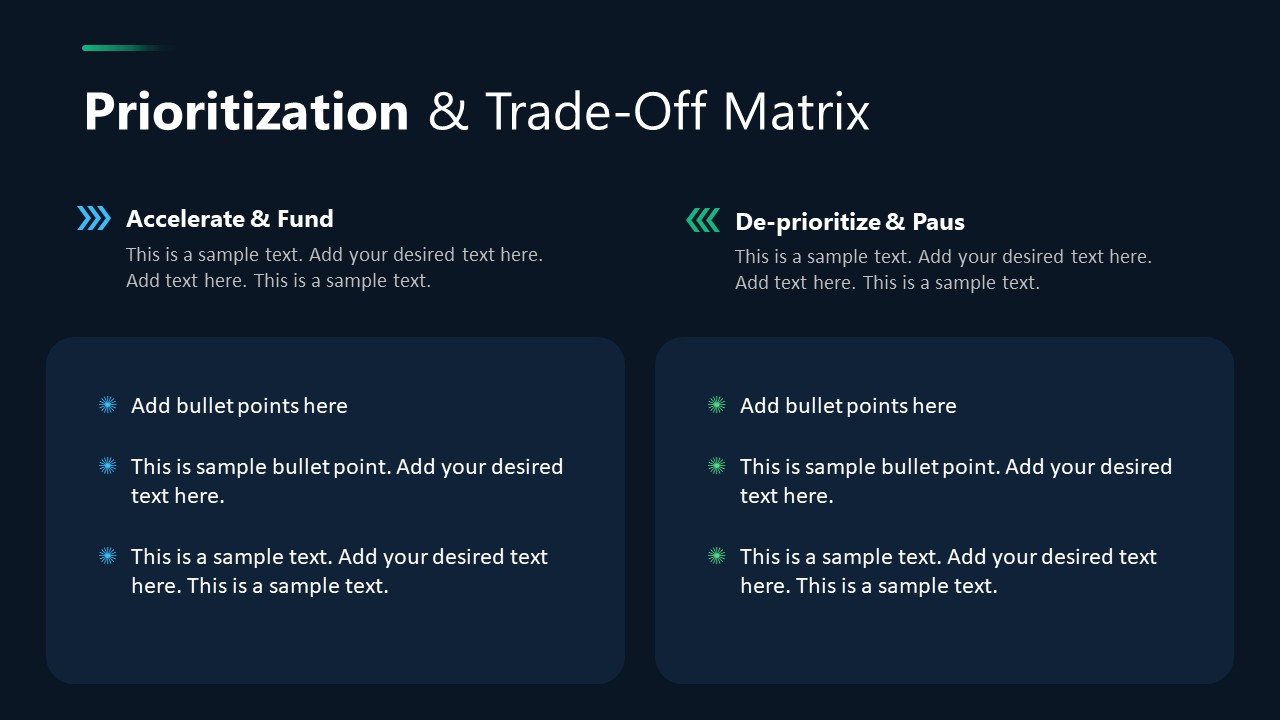 Prioritization & Trade-Off Matrix
Accelerate & Fund
This is a sample text. Add your desired text here.
Add text here. This is a sample text.
De-prioritize & Paus
This is a sample text. Add your desired text here.
Add text here. This is a sample text.
Add bullet points here
This is sample bullet point. Add your desired
text here.
This is a sample text. Add your desired text
here. This is a sample text.
Add bullet points here
This is sample bullet point. Add your desired
text here.
This is a sample text. Add your desired text
here. This is a sample text.